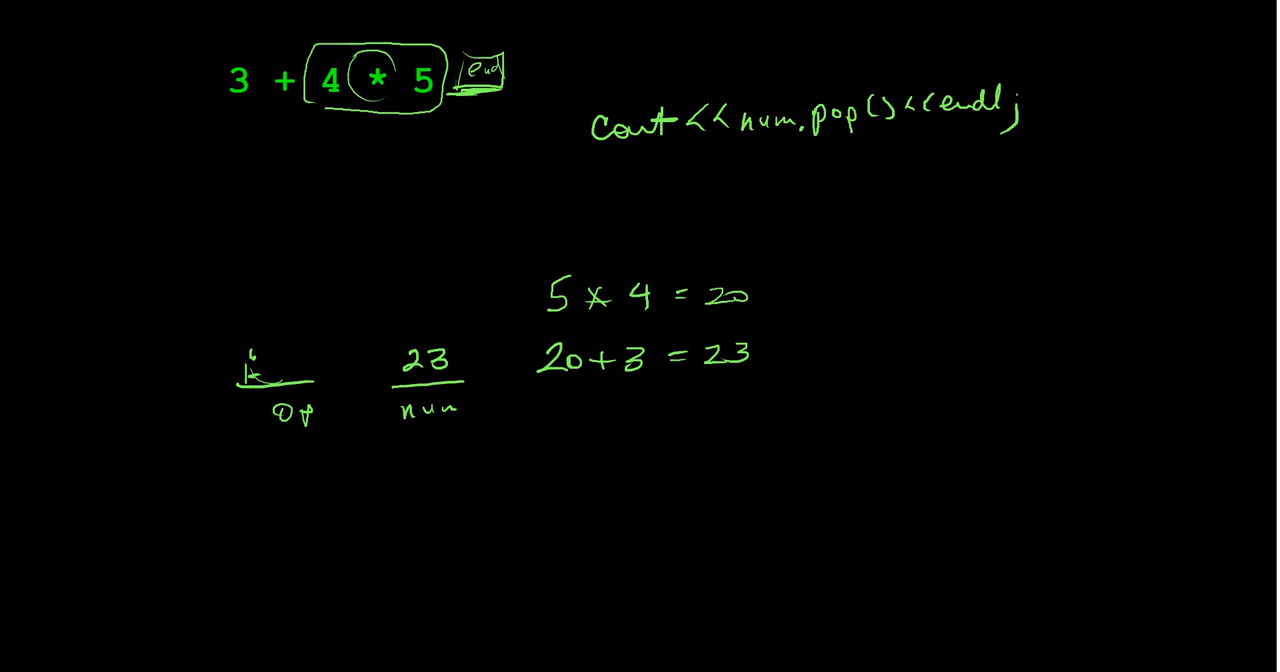 3 + 4 * 5 end
cout<<num.pop()<<endl;
5 * 4 = 20
20+3 = 23
23
Op
num